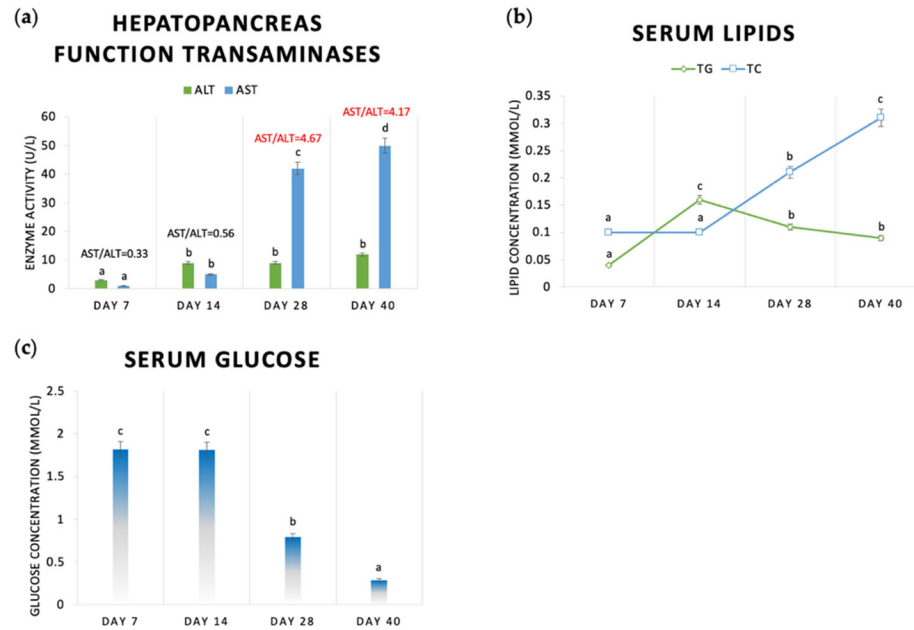 (a)
HEPATOPANCREAS
FUNCTION TRANSAMINASES
ALT AST
ENZYME ACTIVITY (U/L)
60
50
40
30
20
10
0
AST/ALT=0.33
a a
AST/ALT=0.56
b b
AST/ALT=4.67
b c
AST/ALT=4.17
b d
DAY 7 DAY 14 DAY 28 DAY 40
(b)
SERUM LIPIDS
TG TC
LIPID CONCENTRATION (MMOL/L)
0.35
0.3
0.25
0.2
0.15
0.1
0.05
0
a
a
c
a
b
b
c
b
DAY 7 DAY 14 DAY 28 DAY 40
(c)
SERUM GLUCOSE
GLUCOSE CONCENTRATION (MMOL/L)
2.5
2
1.5
1
0.5
0
c c b a
DAY 7 DAY 14 DAY 28 DAY 40